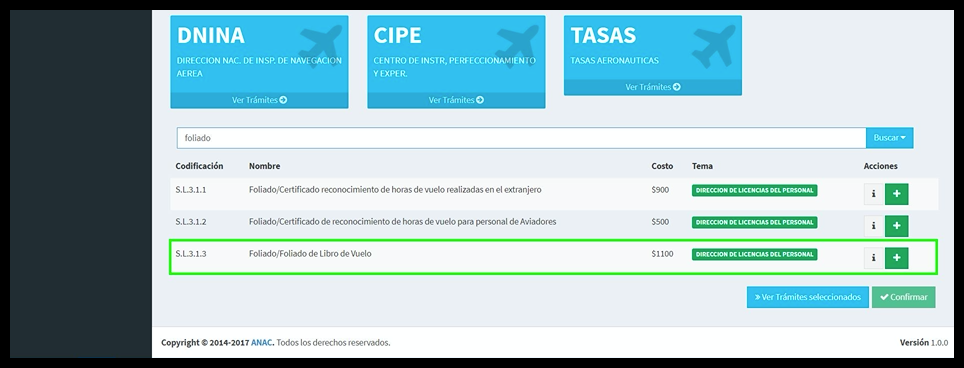 DNINA
DIRECCION NAC. DE INSP. DE NAVEGACION
AEREA
Ver Trámites
CIPE
CENTRO DE INSTR, PERFECCIONAMIENTO
Y EXPER.
Ver Trámites
TASAS
TASAS AERONAUTICAS
Ver Trámites
foliado
Buscar
Codificación Nombre Costo Tema Acciones
S.L.3.1.1 Foliado/Certificado reconocimiento de horas de vuelo realizadas en el extranjero $900 DIRECCION DE LICENCIAS DEL PERSONAL i +
S.L.3.1.2 Foliado/Certificado de reconocimiento de horas de vuelo para personal de Aviadores $500 DIRECCION DE LICENCIAS DEL PERSONAL i +
S.L.3.1.3 Foliado/Foliado de Libro de Vuelo $1100 DIRECCION DE LICENCIAS DEL PERSONAL i +
» Ver Trámites seleccionados ✔ Confirmar
Copyright © 2014-2017 ANAC. Todos los derechos reservados. Versión 1.0.0